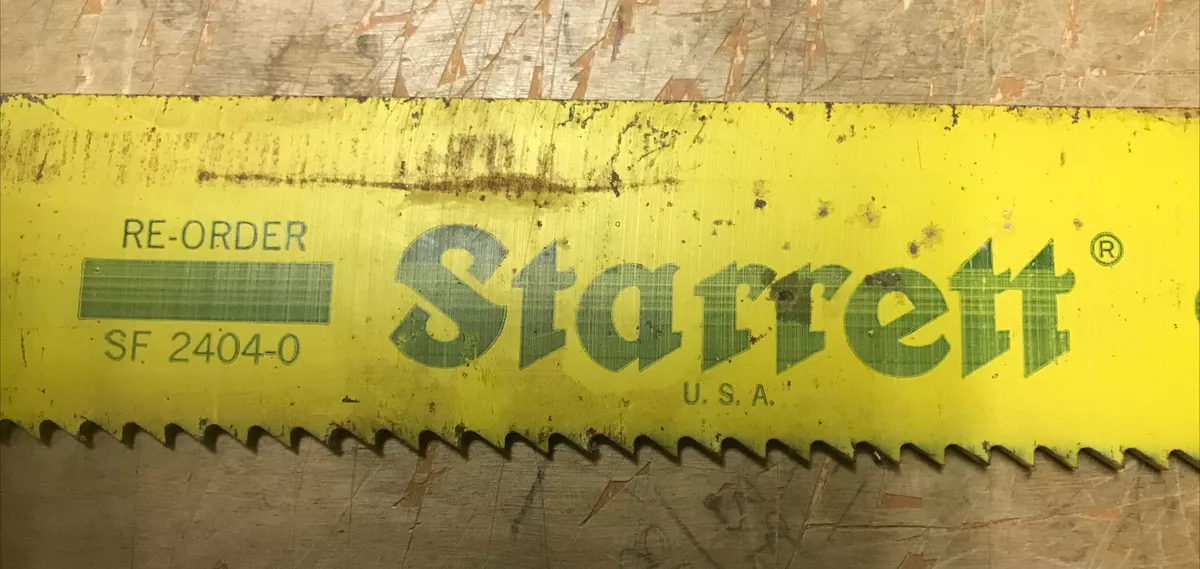 RE-ORDER
SF 2404-0
Starrett®
U. S. A.